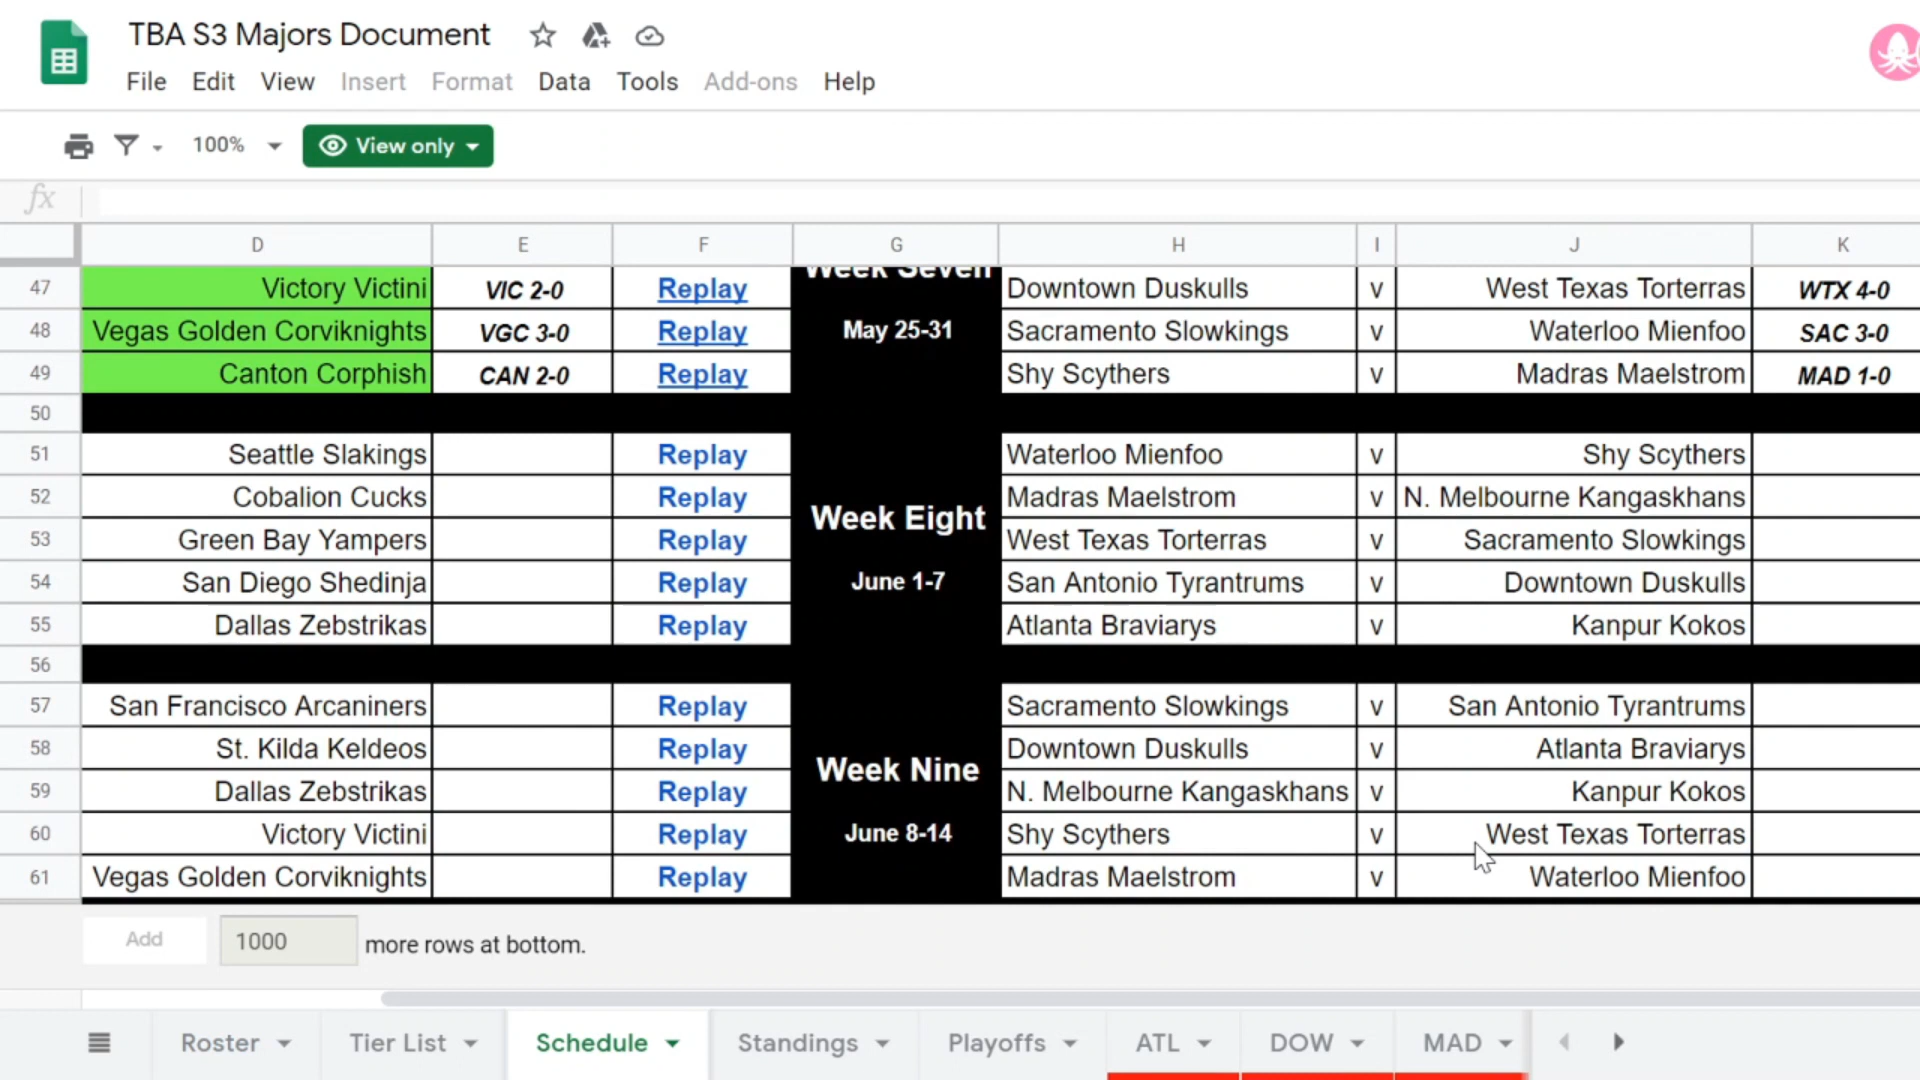 TBA S3 Majors Document
File Edit View Insert Format Data Tools Add-ons Help
100% View only
fx
D E F G H I J K
Week Seven
47 Victory Victini VIC 2-0 Replay Downtown Duskulls v West Texas Torterras WTX 4-0
48 Vegas Golden Corviknights VGC 3-0 Replay May 25-31 Sacramento Slowkings v Waterloo Mienfoo SAC 3-0
49 Canton Corphish CAN 2-0 Replay Shy Scythers v Madras Maelstrom MAD 1-0
50
51 Seattle Slakings Replay Waterloo Mienfoo v Shy Scythers
52 Cobalion Cucks Replay Week Eight Madras Maelstrom v N. Melbourne Kangaskhans
53 Green Bay Yampers Replay West Texas Torterras v Sacramento Slowkings
54 San Diego Shedinja Replay June 1-7 San Antonio Tyrantrums v Downtown Duskulls
55 Dallas Zebstrikas Replay Atlanta Braviarys v Kanpur Kokos
56
57 San Francisco Arcaniners Replay Sacramento Slowkings v San Antonio Tyrantrums
58 St. Kilda Keldeos Replay Week Nine Downtown Duskulls v Atlanta Braviarys
59 Dallas Zebstrikas Replay N. Melbourne Kangaskhans v Kanpur Kokos
60 Victory Victini Replay June 8-14 Shy Scythers v West Texas Torterras
61 Vegas Golden Corviknights Replay Madras Maelstrom v Waterloo Mienfoo
Add 1000 more rows at bottom.
Roster Tier List Schedule Standings Playoffs ATL DOW MAD